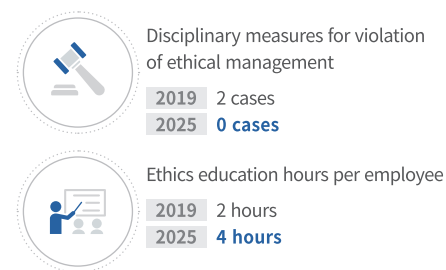 Disciplinary measures for violation
of ethical management
2019 2 cases
2025 0 cases
Ethics education hours per employee
2019 2 hours
2025 4 hours